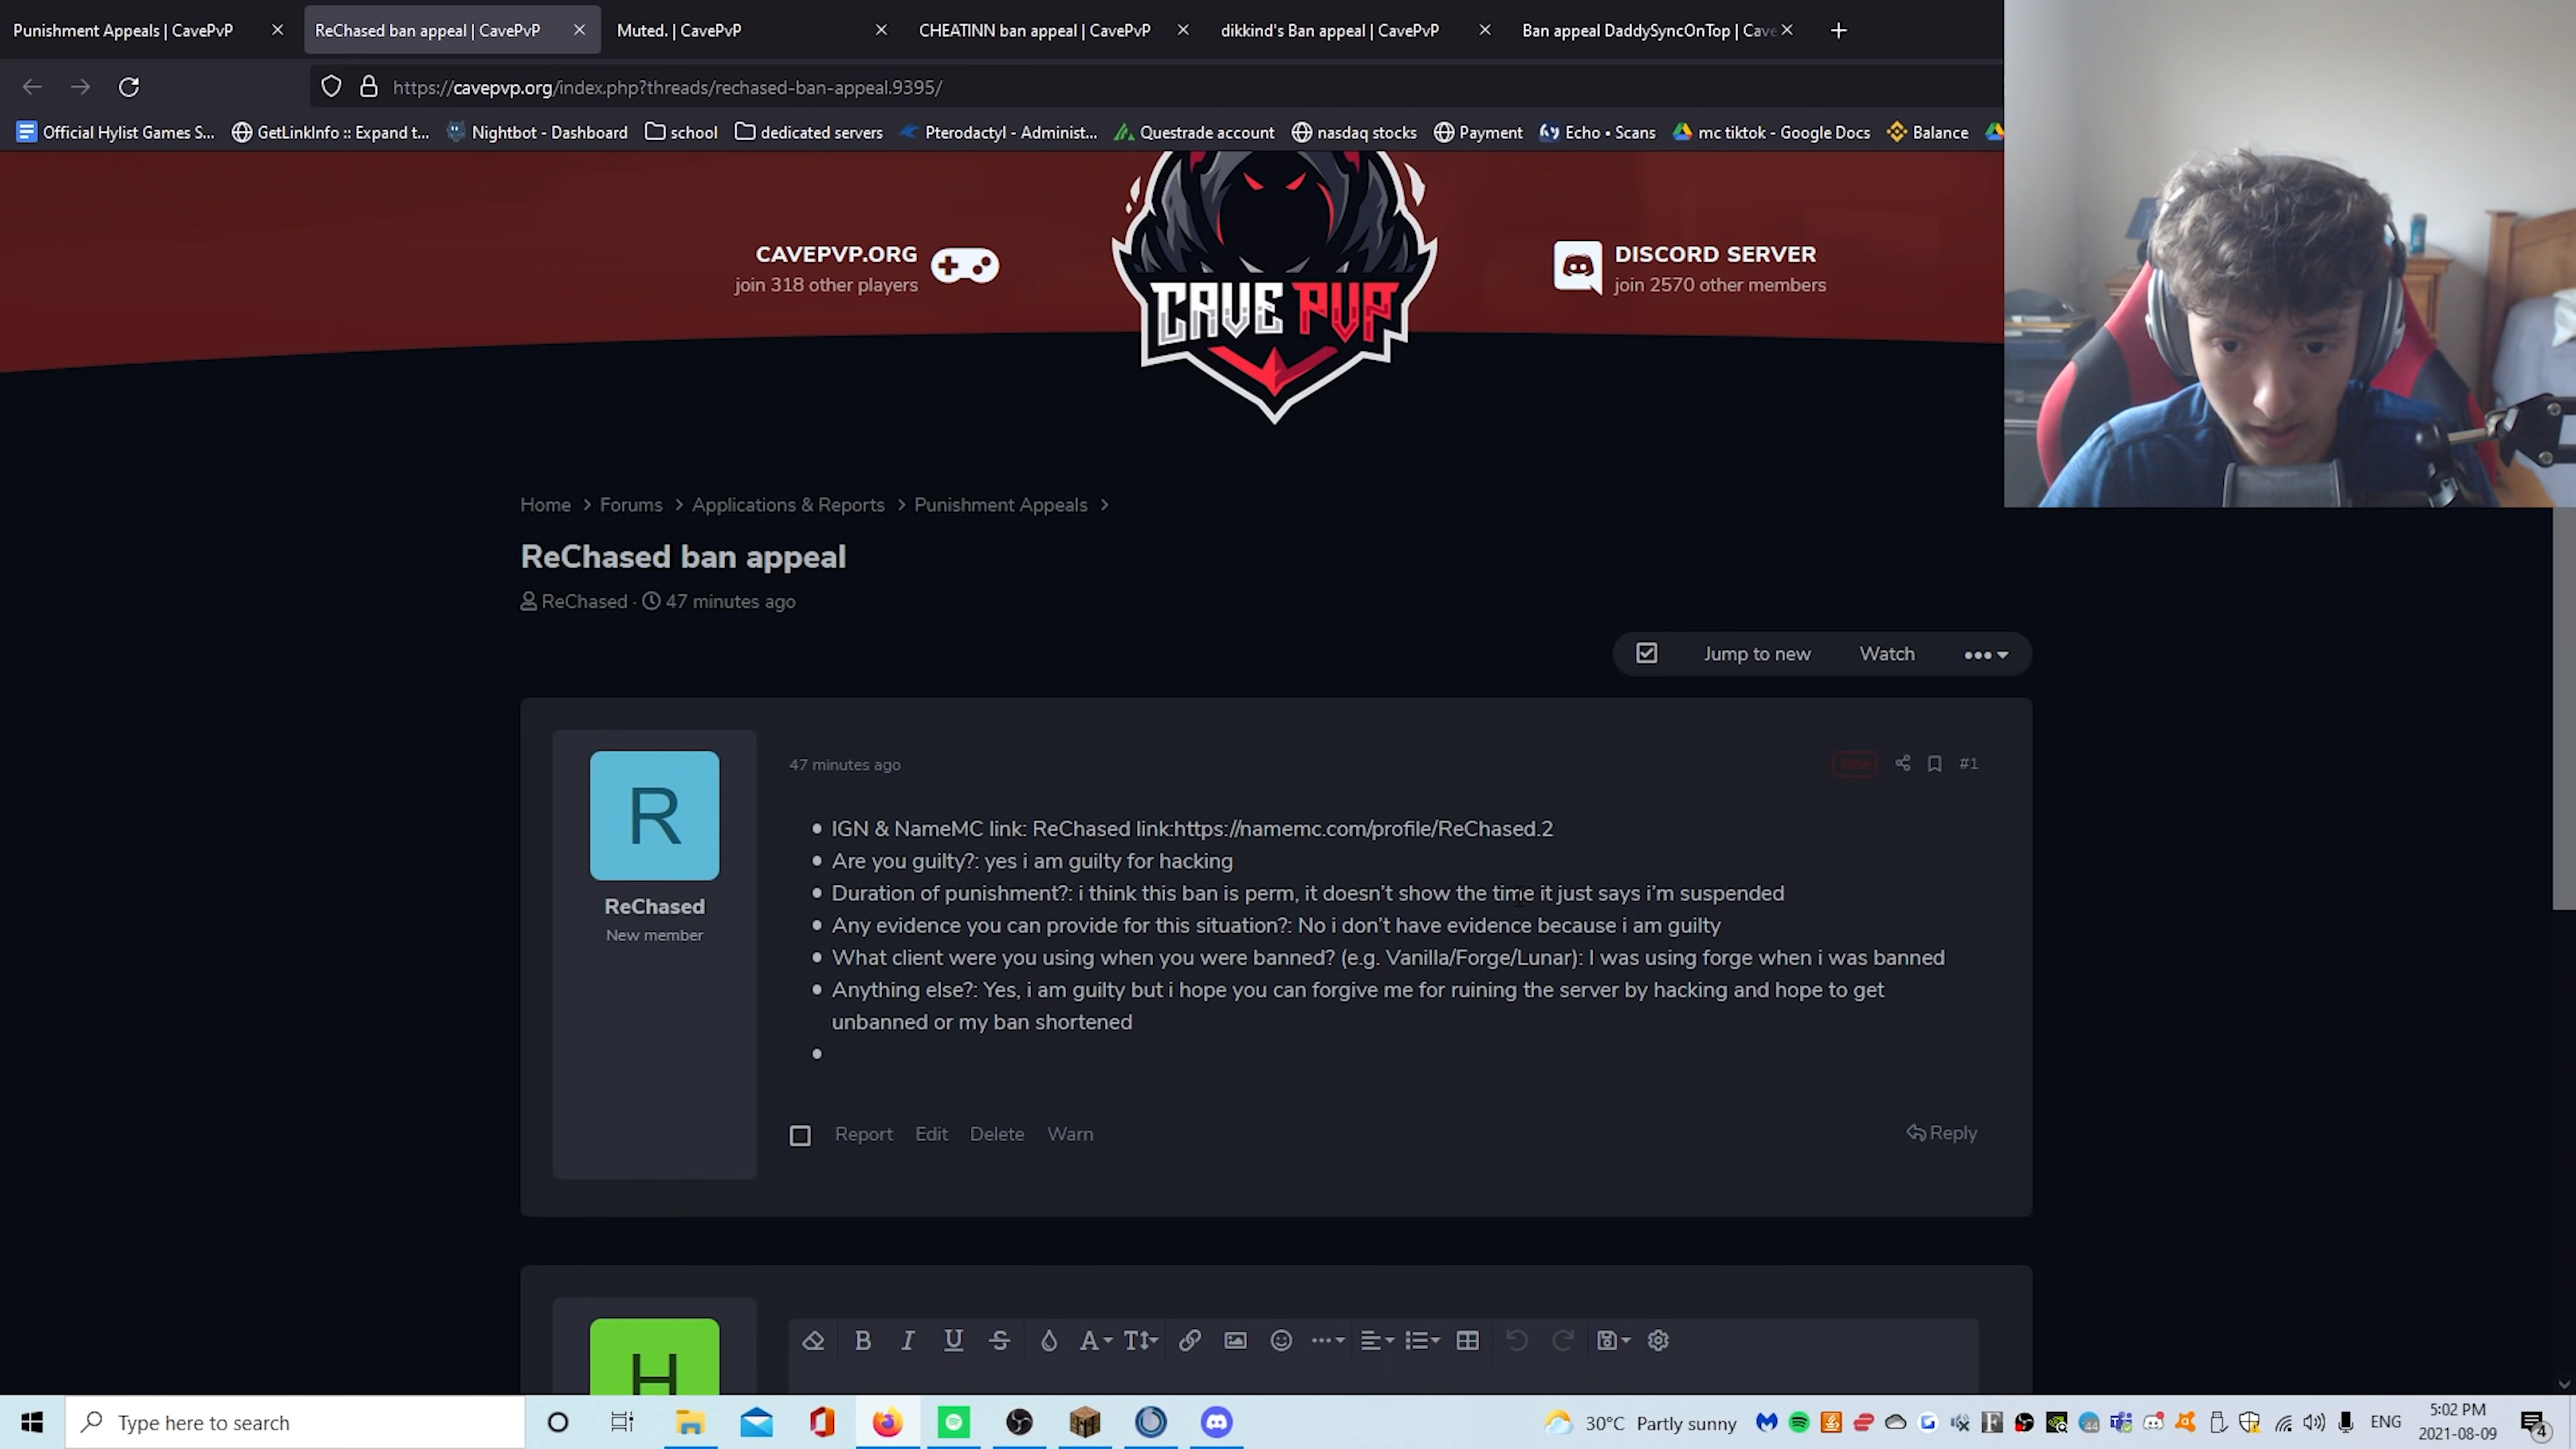 Punishment Appeals | CavePvP
ReChased ban appeal | CavePvP
Muted. | CavePvP
CHEATINN ban appeal | CavePvP
dikkind's Ban appeal | CavePvP
Ban appeal DaddySyncOnTop | Cave
https://cavepvp.org/index.php?threads/rechased-ban-appeal.9395/
Official Hylist Games S...
GetLinkInfo :: Expand t...
Nightbot - Dashboard
school
dedicated servers
Pterodactyl - Administ...
Questrade account
nasdaq stocks
Payment
Echo • Scans
mc tiktok - Google Docs
Balance
CAVEPVP.ORG
join 318 other players
CAVE PVP
DISCORD SERVER
join 2570 other members
Home > Forums > Applications & Reports > Punishment Appeals >
ReChased ban appeal
ReChased · 47 minutes ago
Jump to new Watch •••
R
ReChased
New member
47 minutes ago
New
#1
• IGN & NameMC link: ReChased link:https://namemc.com/profile/ReChased.2
• Are you guilty?: yes i am guilty for hacking
• Duration of punishment?: i think this ban is perm, it doesn't show the time it just says i'm suspended
• Any evidence you can provide for this situation?: No i don't have evidence because i am guilty
• What client were you using when you were banned? (e.g. Vanilla/Forge/Lunar): I was using forge when i was banned
• Anything else?: Yes, i am guilty but i hope you can forgive me for ruining the server by hacking and hope to get
unbanned or my ban shortened
•
Report Edit Delete Warn
Reply
H
B I U S A T
Type here to search
30°C Partly sunny
44
ENG
5:02 PM
2021-08-09
4